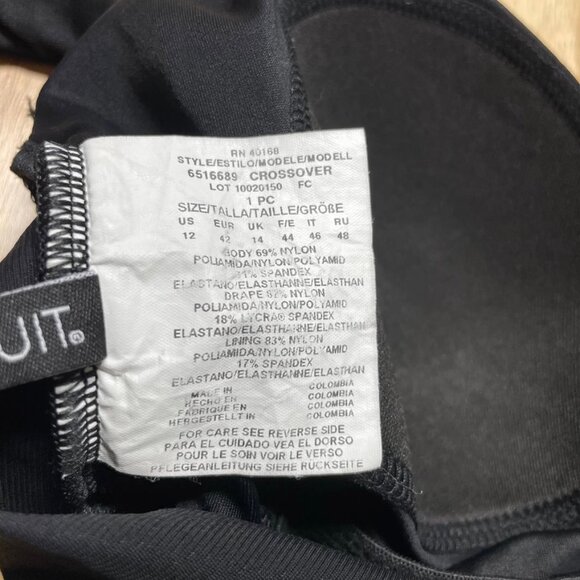 RN 40168
STYLE/ESTILO/MODELE/MODELL
6516689 CROSSOVER
LOT 10020150 FC
1 PC
SIZE/TALLA/TAILLE/GRÖßE
US EUR UK F/E IT RU
12 42 14 44 46 48
BODY 69% NYLON
POLIAMIDA/NYLON/POLYAMID
SPANDEX
ELASTANO/ELASTHANNE/ELASTHAN
DRAPE 82% NYLON
POLIAMIDA/NYLON/POLYAMID
18% LYCRA® SPANDEX
ELASTANO/ELASTHANNE/ELASTHAN
LINING 83% NYLON
POLIAMIDA/NYLON/POLYAMID
17% SPANDEX
ELASTANO/ELASTHANNE/ELASTHAN
MADE IN COLOMBIA
HECHO EN COLOMBIA
FABRIQUE EN COLOMBIE
HERGESTELLT IN COLOMBIA
FOR CARE SEE REVERSE SIDE
PARA EL CUIDADO VEA EL DORSO
POUR LE SOIN VOIR LE VERSO
PFLEGEANLEITUNG SIEHE RUCKSEITE
UIT®